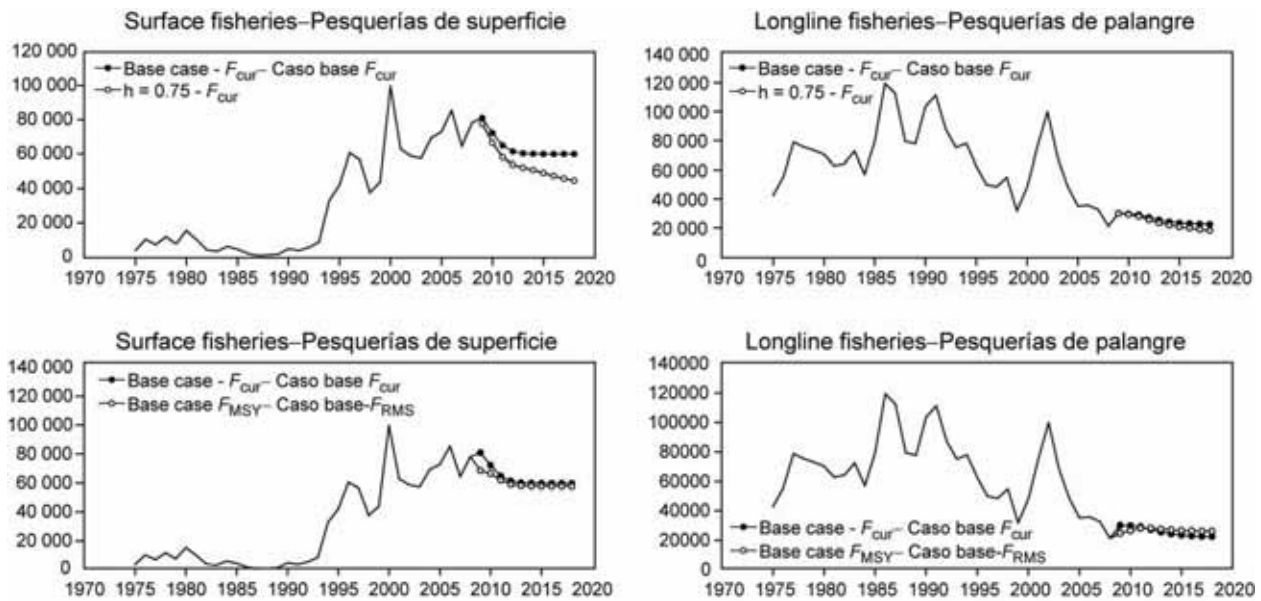 Surface fisheries–Pesquerías de superficie
120 000
100 000
80 000
60 000
40 000
20 000
0
Base case - Fcur– Caso base Fcur
h = 0.75 - Fcur
1970 1975 1980 1985 1990 1995 2000 2005 2010 2015 2020
Longline fisheries–Pesquerías de palangre
140 000
120 000
100 000
80 000
60 000
40 000
20 000
0
Base case - Fcur– Caso base Fcur
h = 0.75 - Fcur
1970 1975 1980 1985 1990 1995 2000 2005 2010 2015 2020
Surface fisheries–Pesquerías de superficie
140 000
120 000
100 000
80 000
60 000
40 000
20 000
0
Base case - Fcur– Caso base Fcur
Base case FMSY– Caso base-FRMS
1970 1975 1980 1985 1990 1995 2000 2005 2010 2015 2020
Longline fisheries–Pesquerías de palangre
140000
120000
100000
80000
60000
40000
20000
0
Base case - Fcur– Caso base Fcur
Base case FMSY– Caso base-FRMS
1970 1975 1980 1985 1990 1995 2000 2005 2010 2015 2020